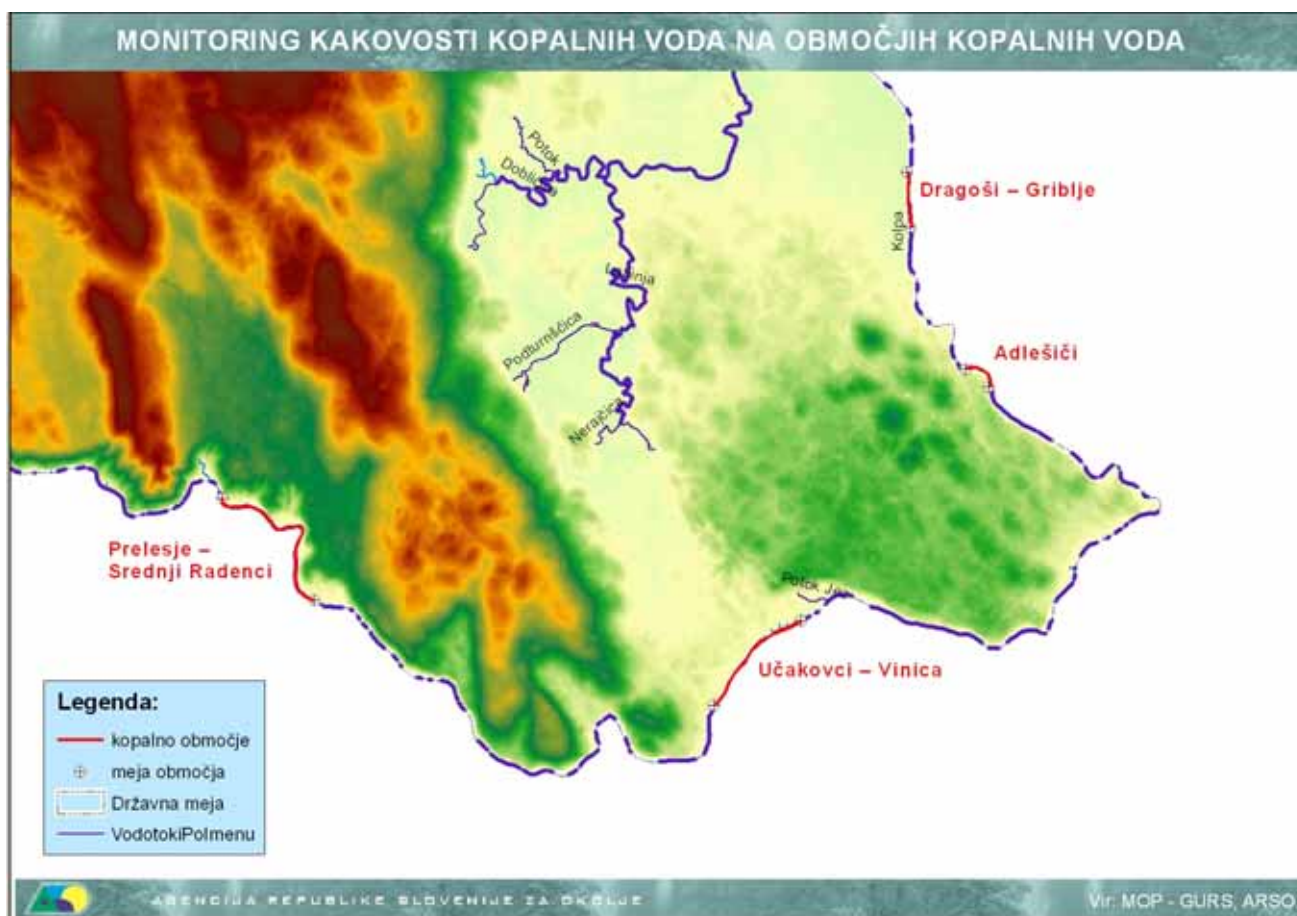 MONITORING KAKOVOSTI KOPALNIH VODA NA OBMOČJIH KOPALNIH VODA
Potok
Dobličica
Dragoši – Griblje
Kolpa
Lahinja
Podturnščica
Adlešiči
Nerajčica
Prelesje –
Srednji Radenci
Potok
Učakovci – Vinica
Legenda:
kopalno območje
meja območja
Državna meja
VodotokiPoImenu
AGENCIJA REPUBLIKE SLOVENIJE ZA OKOLJE
Vir: MOP - GURS, ARSO